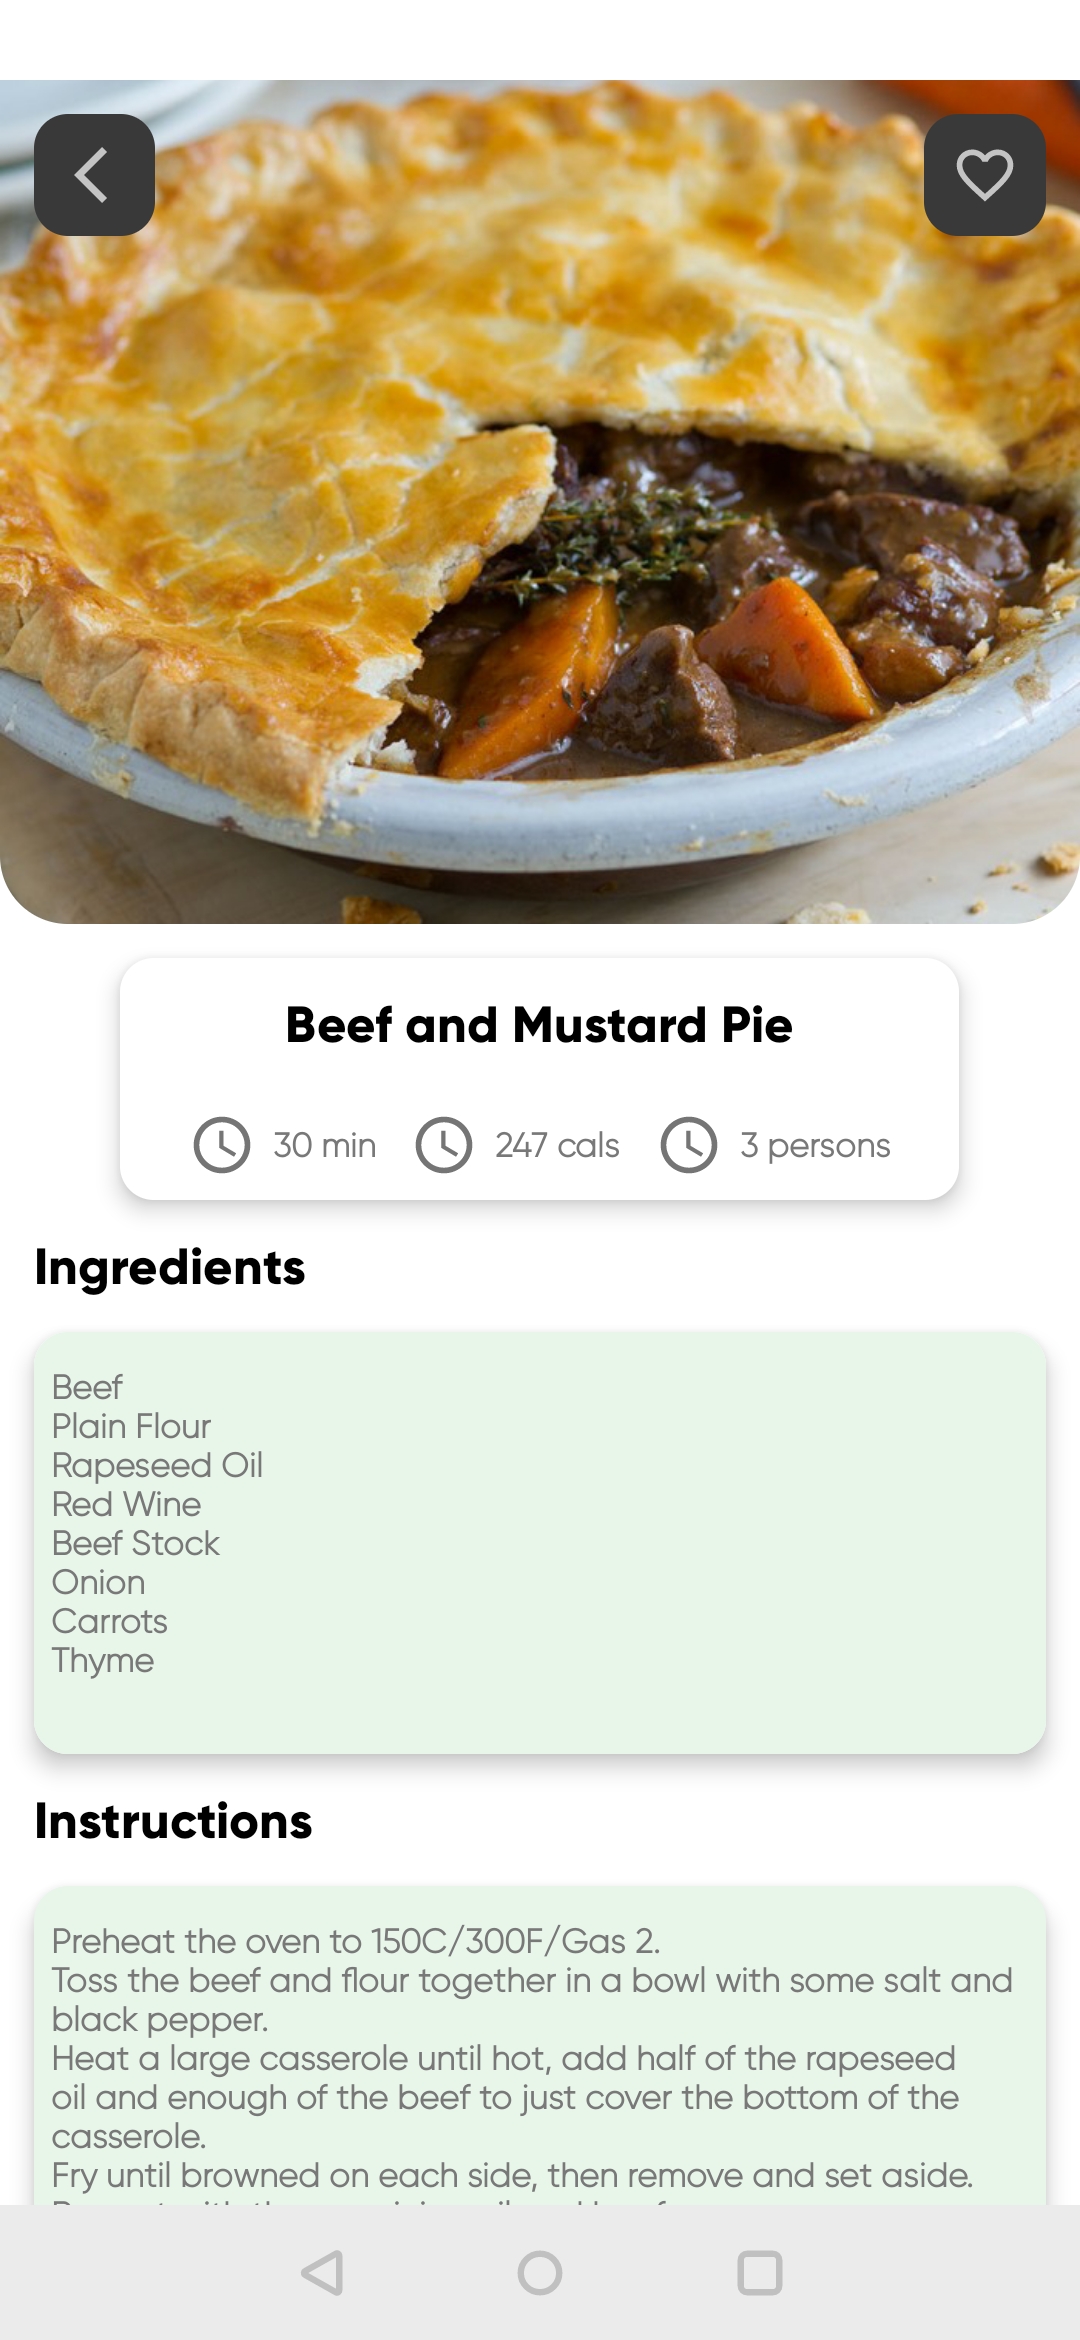 Beef and Mustard Pie
30 min 247 cals 3 persons
Ingredients
Beef
Plain Flour
Rapeseed Oil
Red Wine
Beef Stock
Onion
Carrots
Thyme
Instructions
Preheat the oven to 150C/300F/Gas 2.
Toss the beef and flour together in a bowl with some salt and
black pepper.
Heat a large casserole until hot, add half of the rapeseed
oil and enough of the beef to just cover the bottom of the
casserole.
Fry until browned on each side, then remove and set aside.